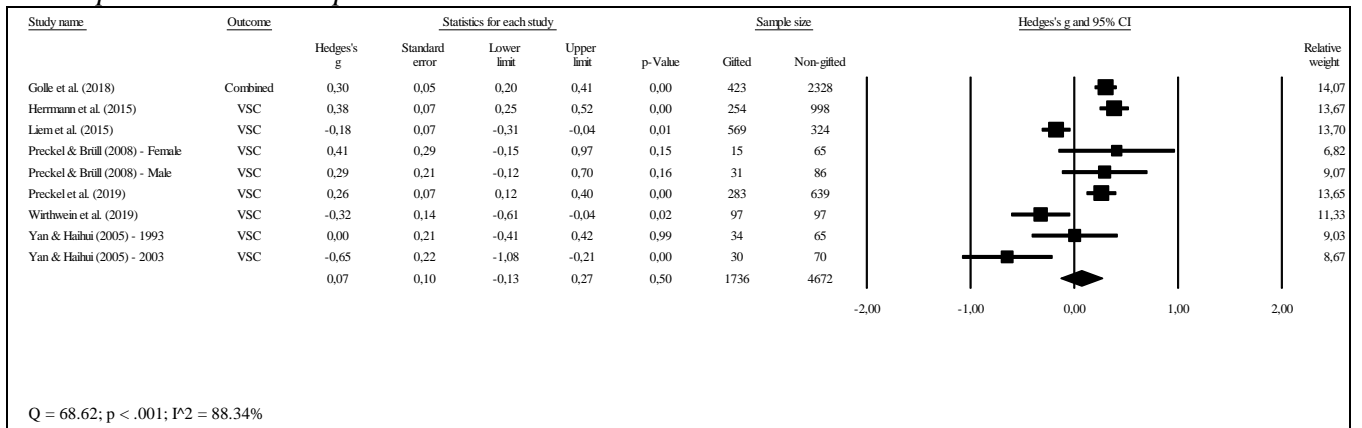 Study name Outcome Statistics for each study Sample size Hedges's g and 95% CI
Hedges's Standard Lower Upper Relative
g error limit limit p-Value Gifted Non-gifted weight
Golle et al. (2018) Combined 0,30 0,05 0,20 0,41 0,00 423 2328 14,07
Herrmann et al. (2015) VSC 0,38 0,07 0,25 0,52 0,00 254 998 13,67
Liem et al. (2015) VSC -0,18 0,07 -0,31 -0,04 0,01 569 324 13,70
Preckel & Brüll (2008) - Female VSC 0,41 0,29 -0,15 0,97 0,15 15 65 6,82
Preckel & Brüll (2008) - Male VSC 0,29 0,21 -0,12 0,70 0,16 31 86 9,07
Preckel et al. (2019) VSC 0,26 0,07 0,12 0,40 0,00 283 639 13,65
Wirthwein et al. (2019) VSC -0,32 0,14 -0,61 -0,04 0,02 97 97 11,33
Yan & Haihui (2005) - 1993 VSC 0,00 0,21 -0,41 0,42 0,99 34 65 9,03
Yan & Haihui (2005) - 2003 VSC -0,65 0,22 -1,08 -0,21 0,00 30 70 8,67
0,07 0,10 -0,13 0,27 0,50 1736 4672
-2,00 -1,00 0,00 1,00 2,00
Q = 68.62; p < .001; I^2 = 88.34%